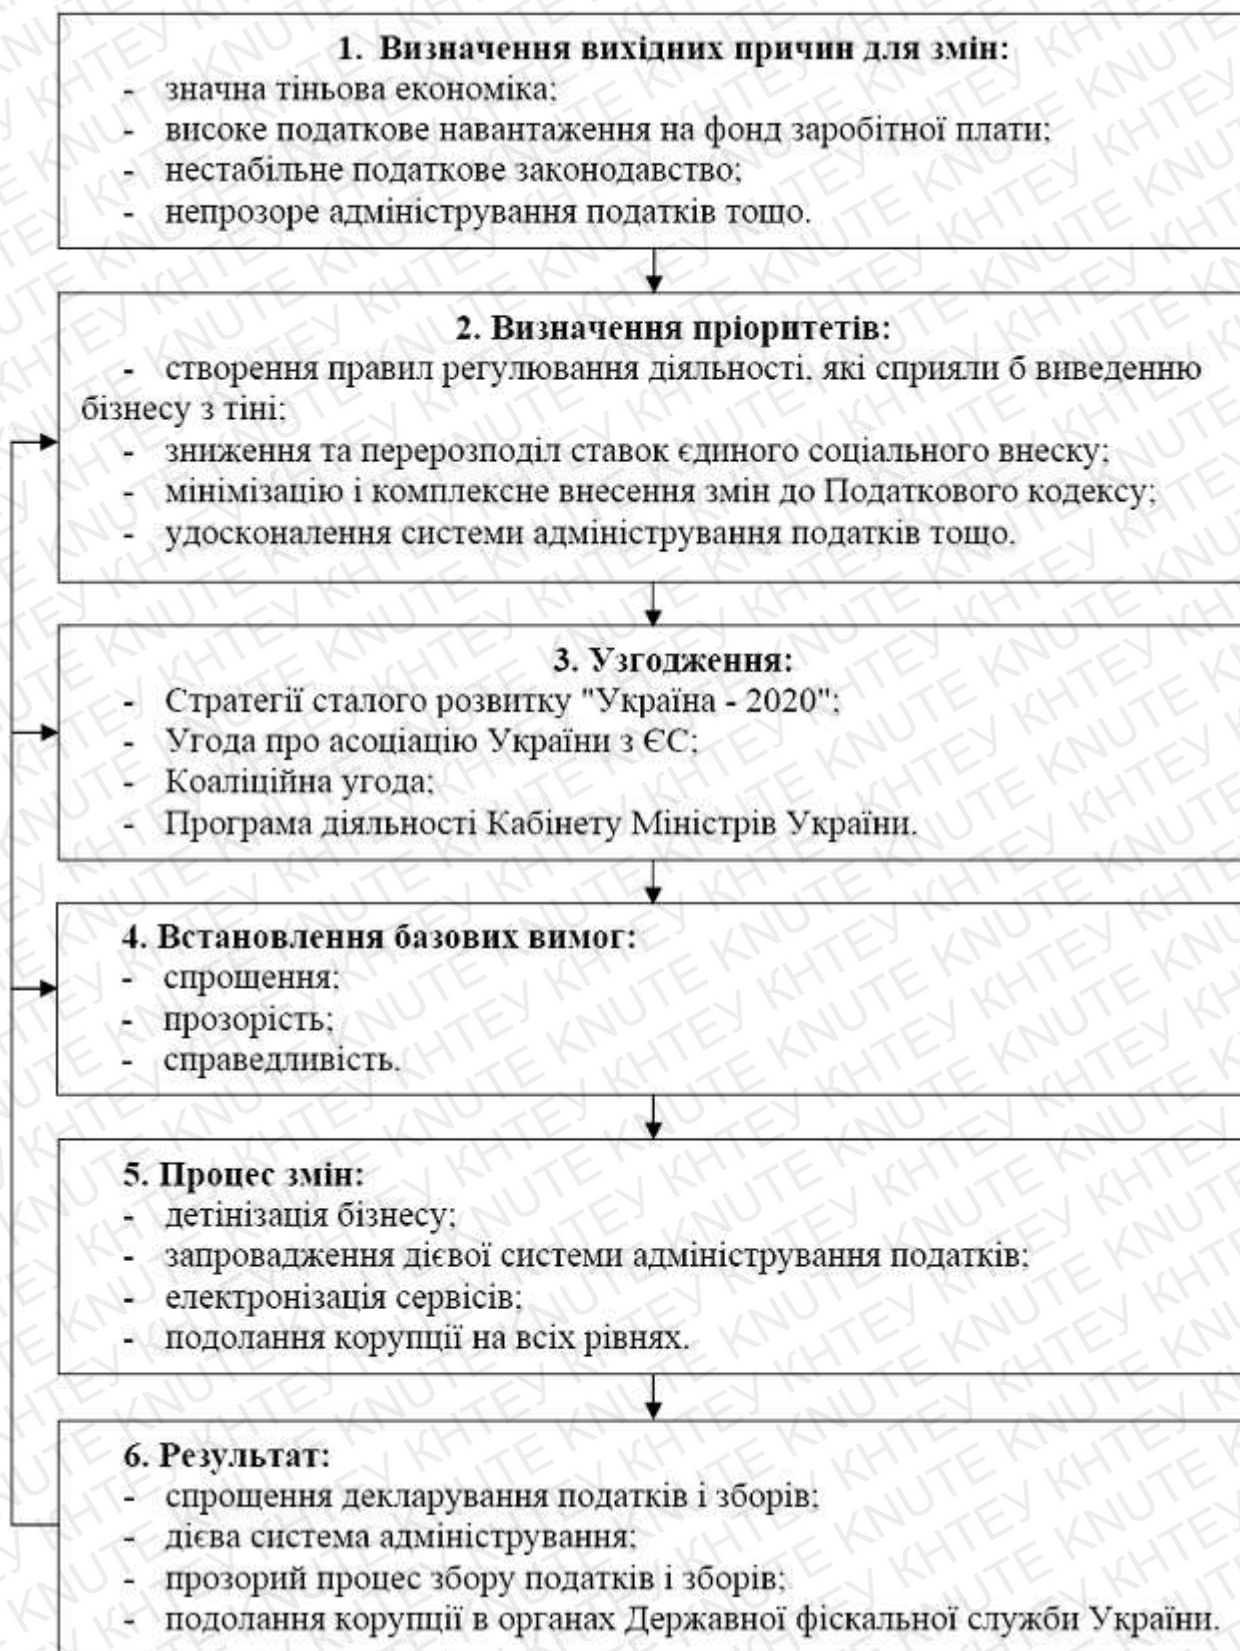 1. Визначення вихідних причин для змін:
- значна тіньова економіка;
- високе податкове навантаження на фонд заробітної плати;
- нестабільне податкове законодавство;
- непрозоре адміністрування податків тощо.
2. Визначення пріоритетів:
- створення правил регулювання діяльності, які сприяли б виведенню
бізнесу з тіні;
- зниження та перерозподіл ставок єдиного соціального внеску;
- мінімізацію і комплексне внесення змін до Податкового кодексу;
- удосконалення системи адміністрування податків тощо.
3. Узгодження:
- Стратегії сталого розвитку "Україна - 2020";
- Угода про асоціацію України з ЄС;
- Коаліційна угода;
- Програма діяльності Кабінету Міністрів України.
4. Встановлення базових вимог:
- спрощення;
- прозорість;
- справедливість.
5. Процес змін:
- детінізація бізнесу;
- запровадження дієвої системи адміністрування податків;
- електронізація сервісів;
- подолання корупції на всіх рівнях.
6. Результат:
- спрощення декларування податків і зборів;
- дієва система адміністрування;
- прозорий процес збору податків і зборів;
- подолання корупції в органах Державної фіскальної служби України.